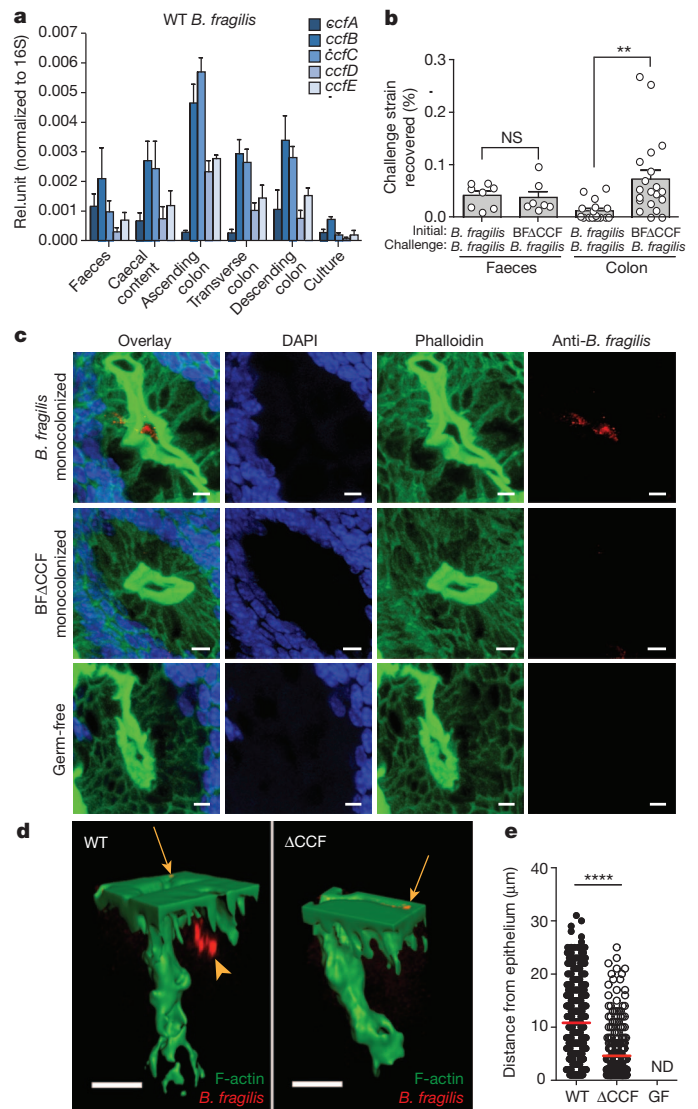 a
WT B. fragilis
ccfA
ccfB
ccfC
ccfD
ccfE
Rel.unit (normalized to 16S)
0.007
0.006
0.005
0.004
0.003
0.002
0.001
0.000
Faeces
Caecal content
Ascending colon
Transverse colon
Descending colon
Culture
b
Challenge strain
recovered (%)
0.3
0.2
0.1
0.0
NS
**
Initial: B. fragilis BFΔCCF B. fragilis BFΔCCF
Challenge: B. fragilis B. fragilis B. fragilis B. fragilis
Faeces Colon
c
Overlay DAPI Phalloidin Anti-B. fragilis
B. fragilis
monocolonized
BFΔCCF
monocolonized
Germ-free
d
WT
ΔCCF
F-actin
B. fragilis
F-actin
B. fragilis
e
Distance from epithelium (μm)
40
30
20
10
0
****
ND
WT ΔCCF GF